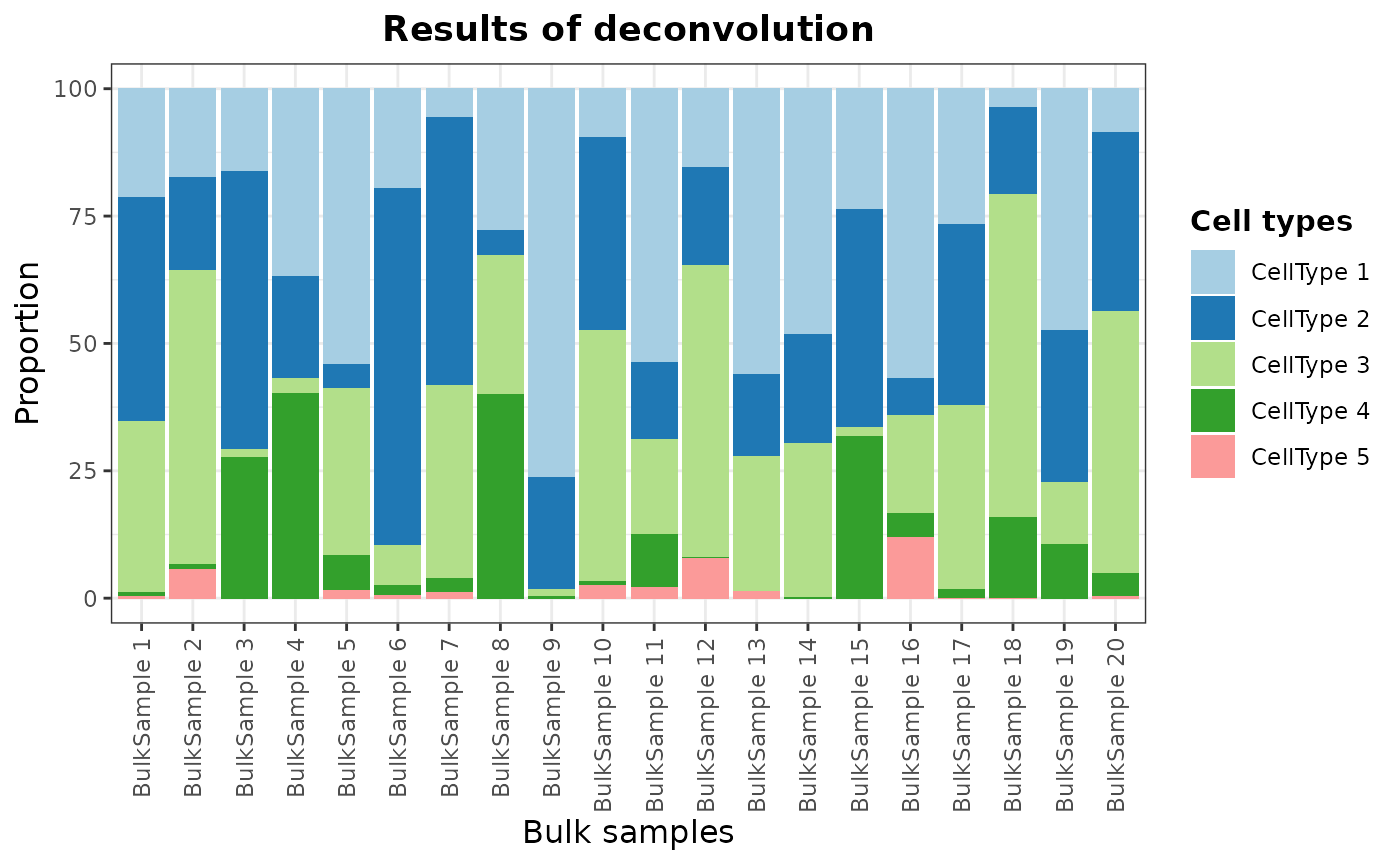 Results of deconvolution
Proportion
100
75
50
25
0
BulkSample 1
BulkSample 2
BulkSample 3
BulkSample 4
BulkSample 5
BulkSample 6
BulkSample 7
BulkSample 8
BulkSample 9
BulkSample 10
BulkSample 11
BulkSample 12
BulkSample 13
BulkSample 14
BulkSample 15
BulkSample 16
BulkSample 17
BulkSample 18
BulkSample 19
BulkSample 20
Bulk samples
Cell types
CellType 1
CellType 2
CellType 3
CellType 4
CellType 5